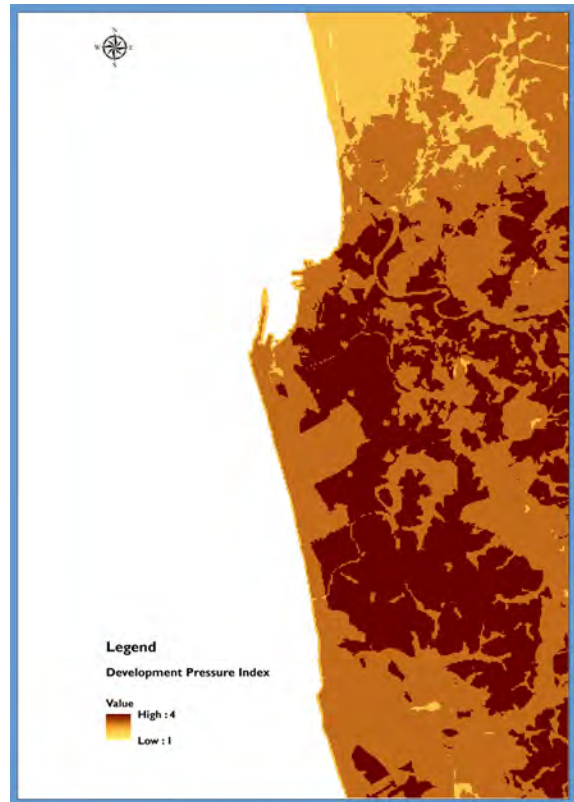 N
W E
S
Legend
Development Pressure Index
Value
High : 4
Low : 1